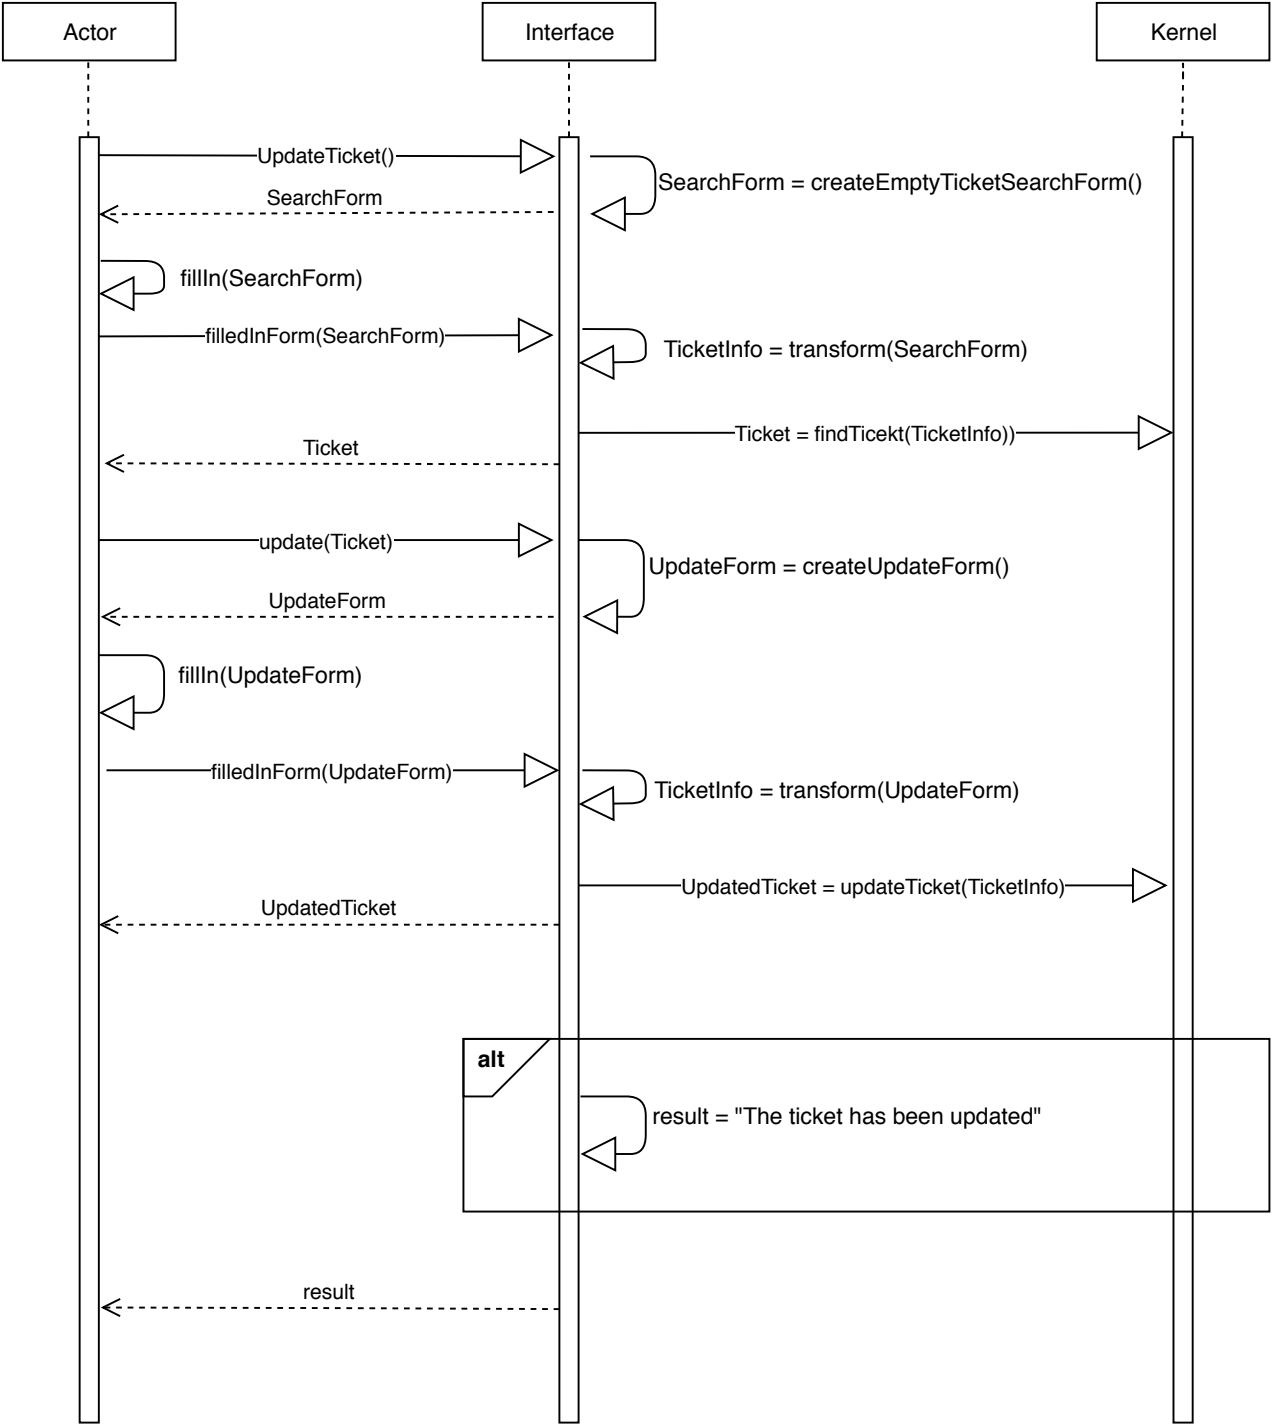 Actor
Interface
Kernel
UpdateTicket()
SearchForm = createEmptyTicketSearchForm()
SearchForm
fillIn(SearchForm)
filledInForm(SearchForm)
TicketInfo = transform(SearchForm)
Ticket = findTicekt(TicketInfo))
Ticket
update(Ticket)
UpdateForm = createUpdateForm()
UpdateForm
fillIn(UpdateForm)
filledInForm(UpdateForm)
TicketInfo = transform(UpdateForm)
UpdatedTicket = updateTicket(TicketInfo)
UpdatedTicket
alt
result = "The ticket has been updated"
result